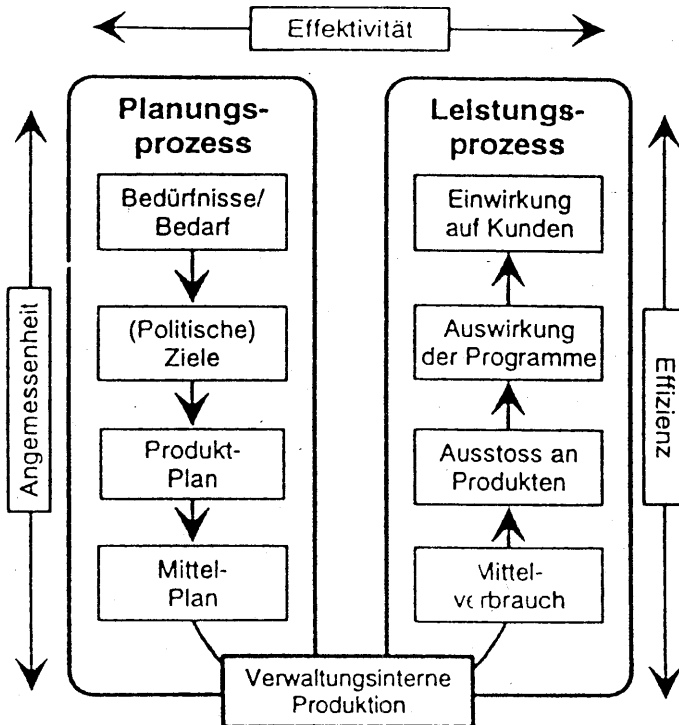 Effektivität
Angemessenheit
Planungs-
prozess
Bedürfnisse/
Bedarf
(Politische)
Ziele
Produkt-
Plan
Mittel-
Plan
Leistungs-
prozess
Einwirkung
auf Kunden
Auswirkung
der Programme
Ausstoss an
Produkten
Mittel-
verbrauch
Effizienz
Verwaltungsinterne
Produktion